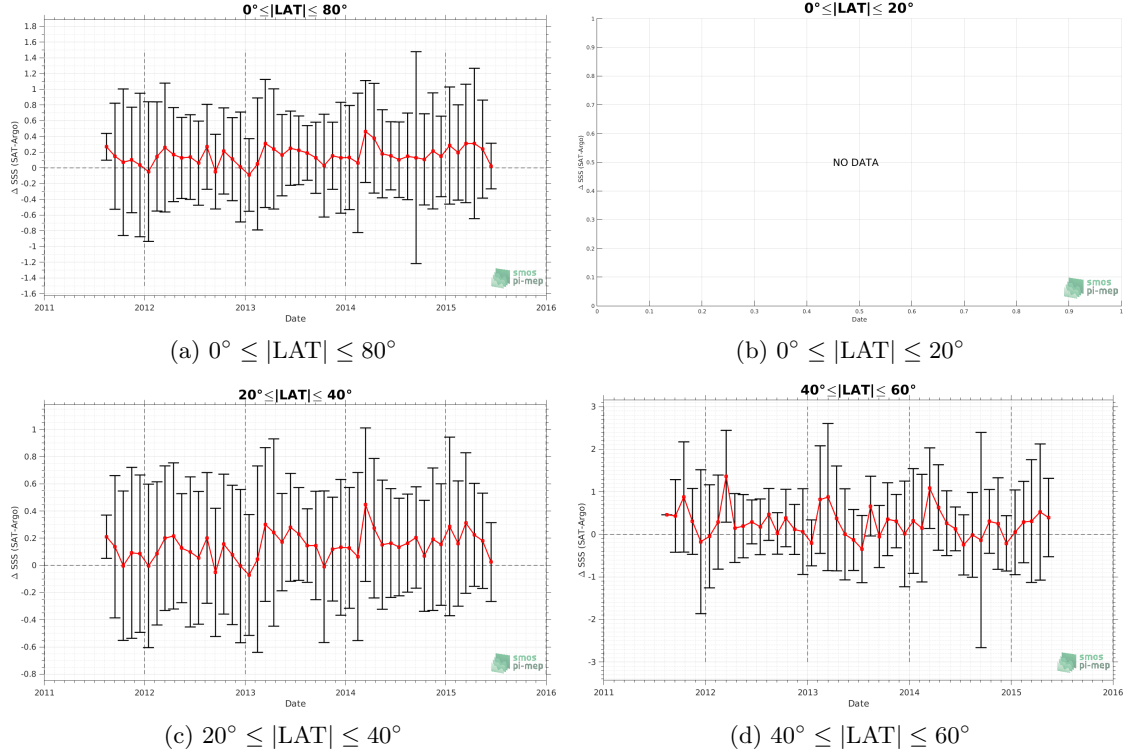 0°≤|LAT|≤ 80°
1.8
1.6
1.4
1.2
1
0.8
0.6
0.4
0.2
0
-0.2
-0.4
-0.6
-0.8
-1
-1.2
-1.4
-1.6
Δ SSS (SAT-Argo)
2011 2012 2013 2014 2015 2016
Date
smos
pi-mep
(a) 0° ≤ |LAT| ≤ 80°
0°≤|LAT|≤ 20°
1
0.9
0.8
0.7
0.6
0.5
0.4
0.3
0.2
0.1
0
Δ SSS (SAT-Argo)
NO DATA
0 0.1 0.2 0.3 0.4 0.5 0.6 0.7 0.8 0.9 1
Date
smos
pi-mep
(b) 0° ≤ |LAT| ≤ 20°
20°≤|LAT|≤ 40°
1
0.8
0.6
0.4
0.2
0
-0.2
-0.4
-0.6
-0.8
Δ SSS (SAT-Argo)
2011 2012 2013 2014 2015 2016
Date
smos
pi-mep
(c) 20° ≤ |LAT| ≤ 40°
40°≤|LAT|≤ 60°
3
2
1
0
-1
-2
-3
Δ SSS (SAT-Argo)
2011 2012 2013 2014 2015 2016
Date
smos
pi-mep
(d) 40° ≤ |LAT| ≤ 60°